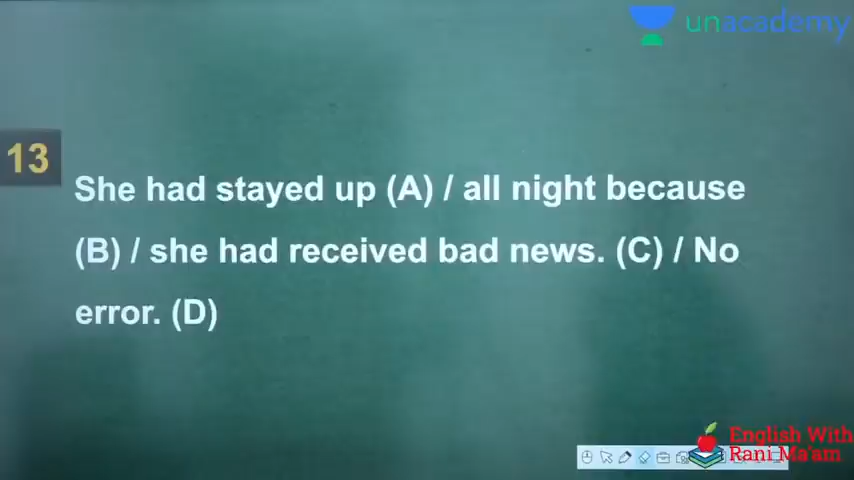 unacademy
13
She had stayed up (A) / all night because
(B) / she had received bad news. (C) / No
error. (D)
English With
Rani Ma'am